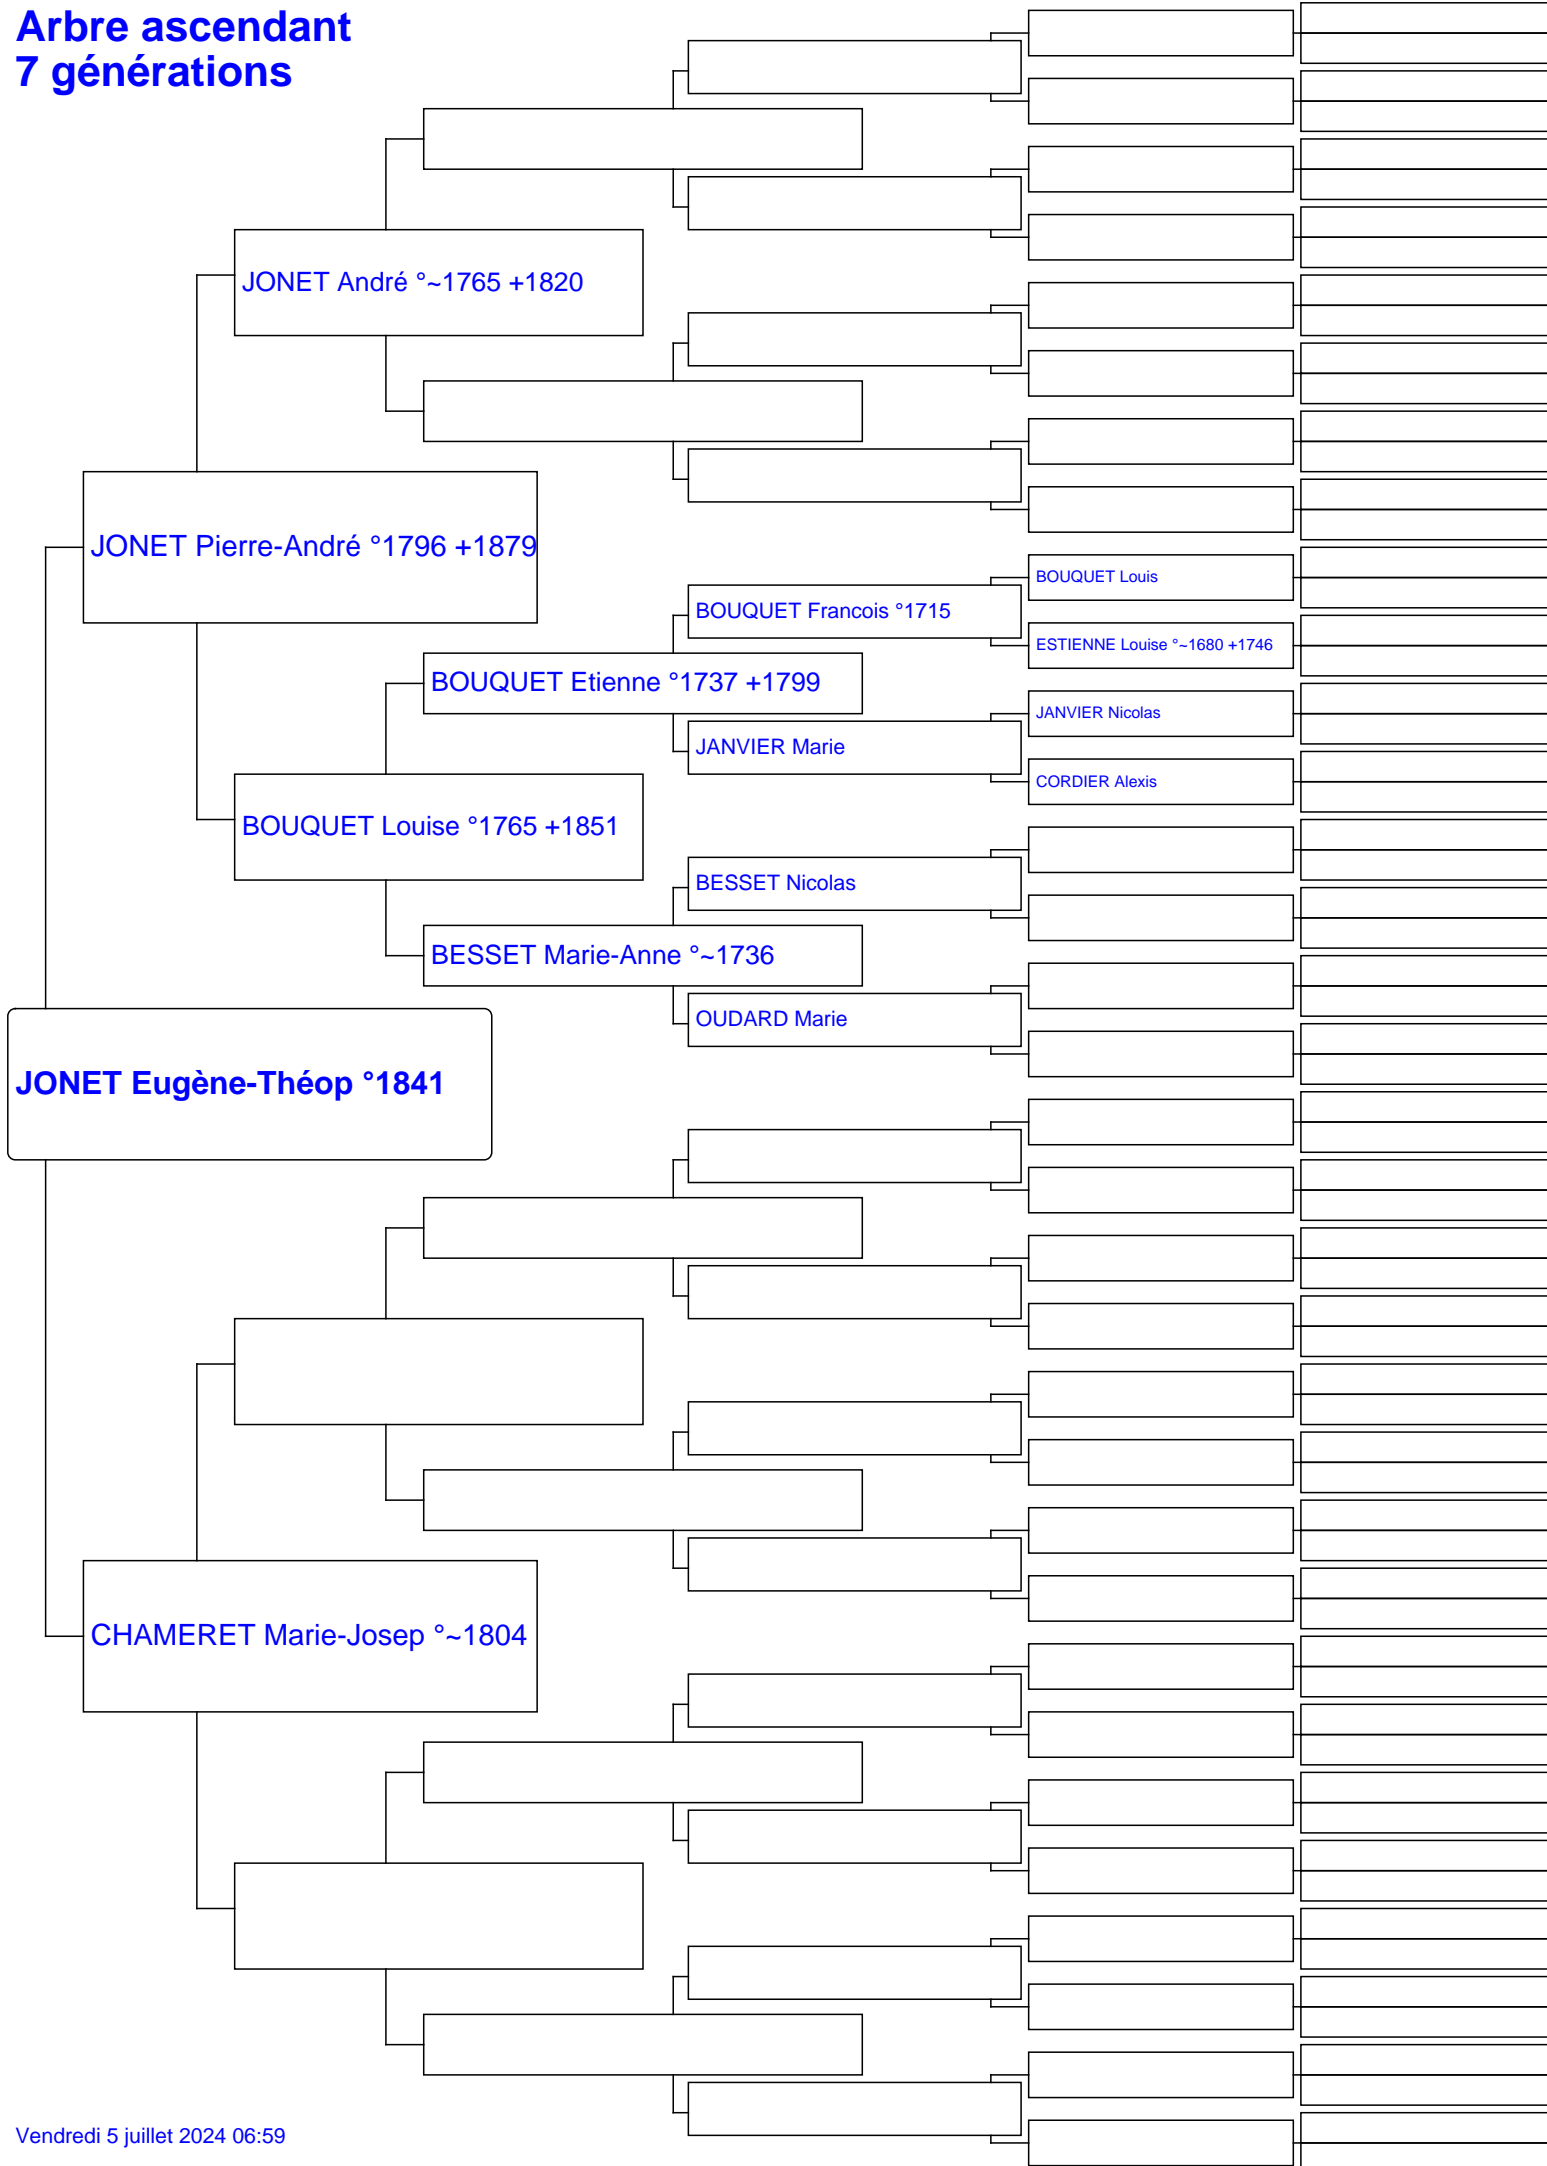 Arbre ascendant
7 générations
JONET André °~1765 +1820
JONET Pierre-André °1796 +1879
BOUQUET Louis
BOUQUET Francois °1715
ESTIENNE Louise °~1680 +1746
BOUQUET Etienne °1737 +1799
JANVIER Nicolas
JANVIER Marie
CORDIER Alexis
BOUQUET Louise °1765 +1851
BESSET Nicolas
BESSET Marie-Anne °~1736
OUDARD Marie
JONET Eugène-Théop °1841
CHAMERET Marie-Josep °~1804
Vendredi 5 juillet 2024 06:59